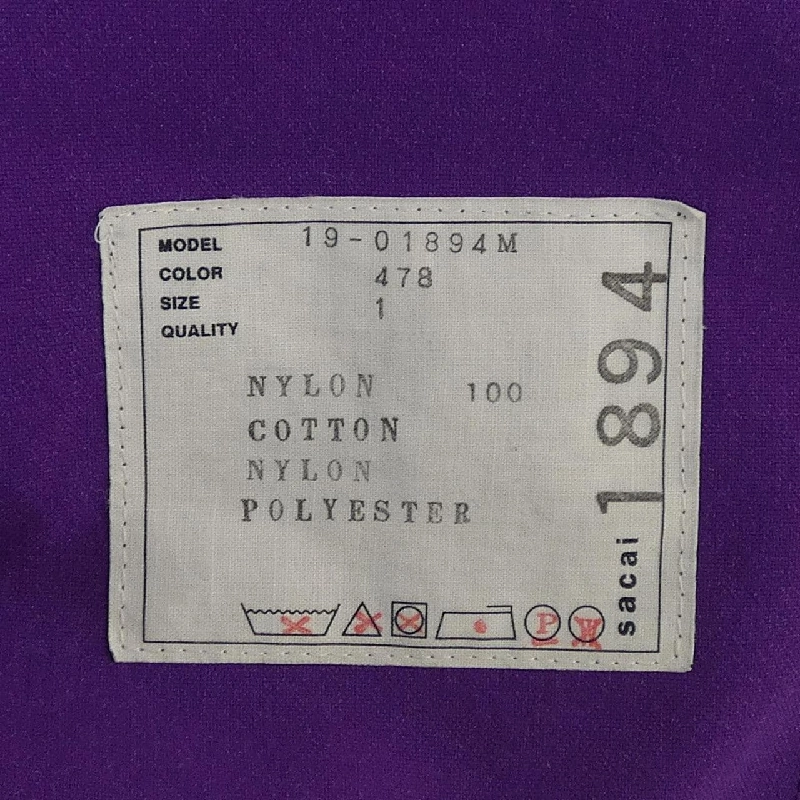 MODEL 19-01894M
COLOR 478
SIZE 1
QUALITY
NYLON 100
COTTON
NYLON
POLYESTER
P W
sacai 1894